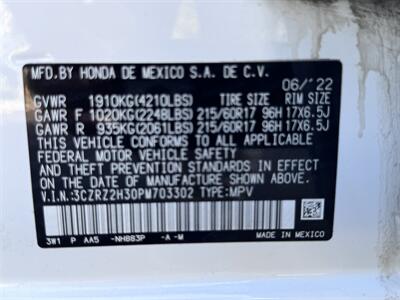 MFD.BY HONDA DE MEXICO S.A. DE C.V.
06/'22
GVWR 1910KG(4210LBS) TIRE SIZE RIM SIZE
GAWR F 1020KG(2248LBS) 215/60R17 96H 17X6.5J
GAWR R 935KG(2061LBS) 215/60R17 96H 17X6.5J
THIS VEHICLE CONFORMS TO ALL APPLICABLE
FEDERAL MOTOR VEHICLE SAFETY AND
THEFT PREVENTION STANDARDS IN EFFECT
ON THE DATE OF MANUFACTURE SHOWN ABOVE.
V.I.N.:3CZRZ2H30PM703302 TYPE:MPV
3W1 P AA5 -NH883P -A -M MADE IN MEXICO